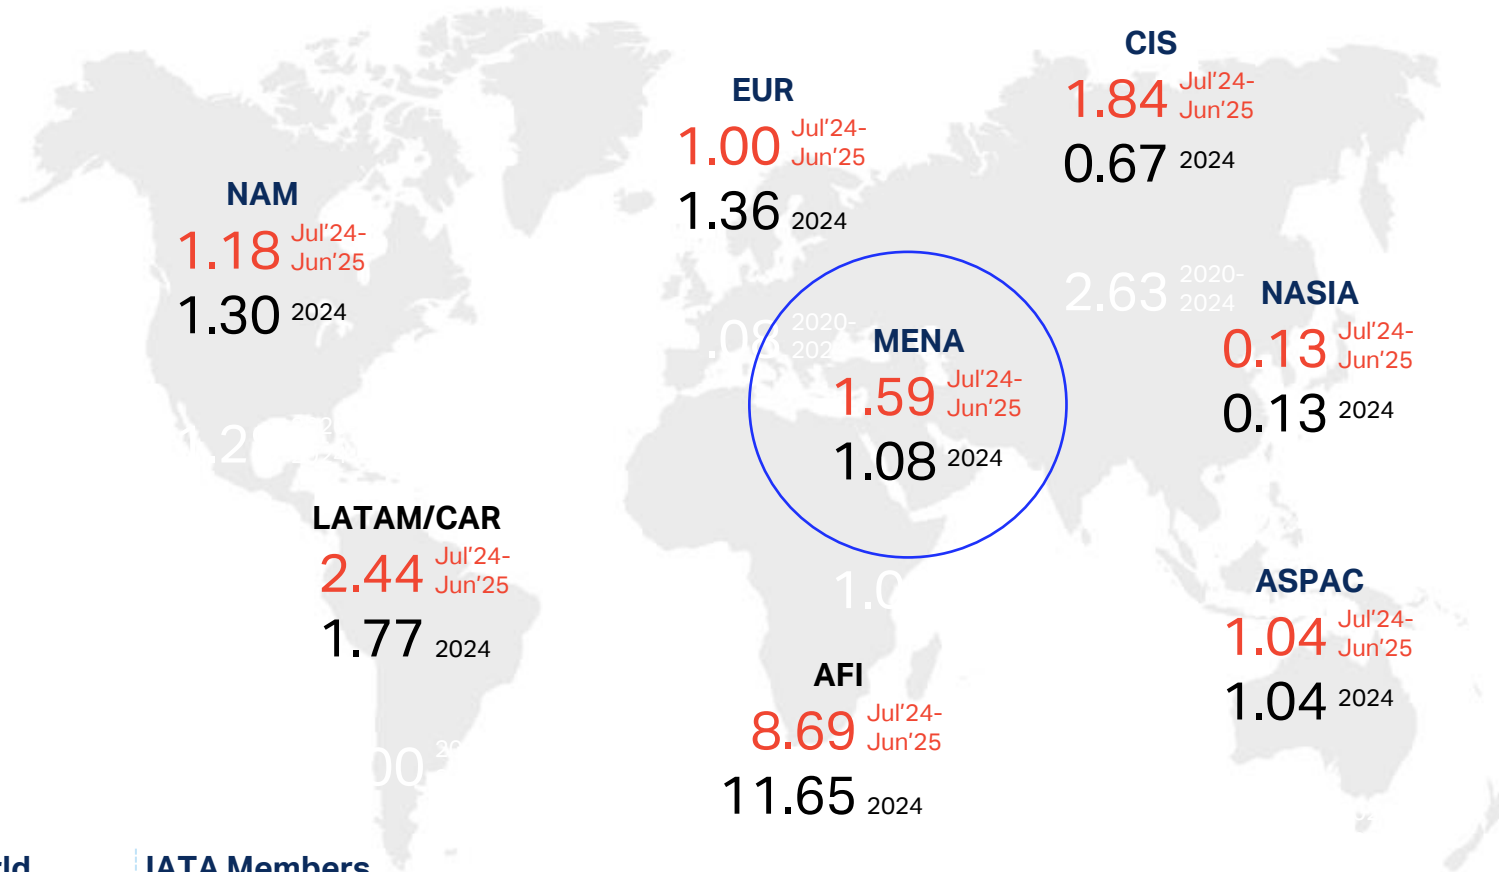 CIS
1.84 Jul'24-
Jun'25
0.67 2024
EUR
1.00 Jul'24-
Jun'25
1.36 2024
NAM
1.18 Jul'24-
Jun'25
1.30 2024
2.63 2020-
2024
NASIA
0.13 Jul'24-
Jun'25
0.13 2024
.08 2020-
MENA
1.59 Jul'24-
Jun'25
1.08 2024
LATAM/CAR
2.44 Jul'24-
Jun'25
1.77 2024
ASPAC
1.04 Jul'24-
Jun'25
1.04 2024
AFI
8.69 Jul'24-
Jun'25
11.65 2024
IATA Members